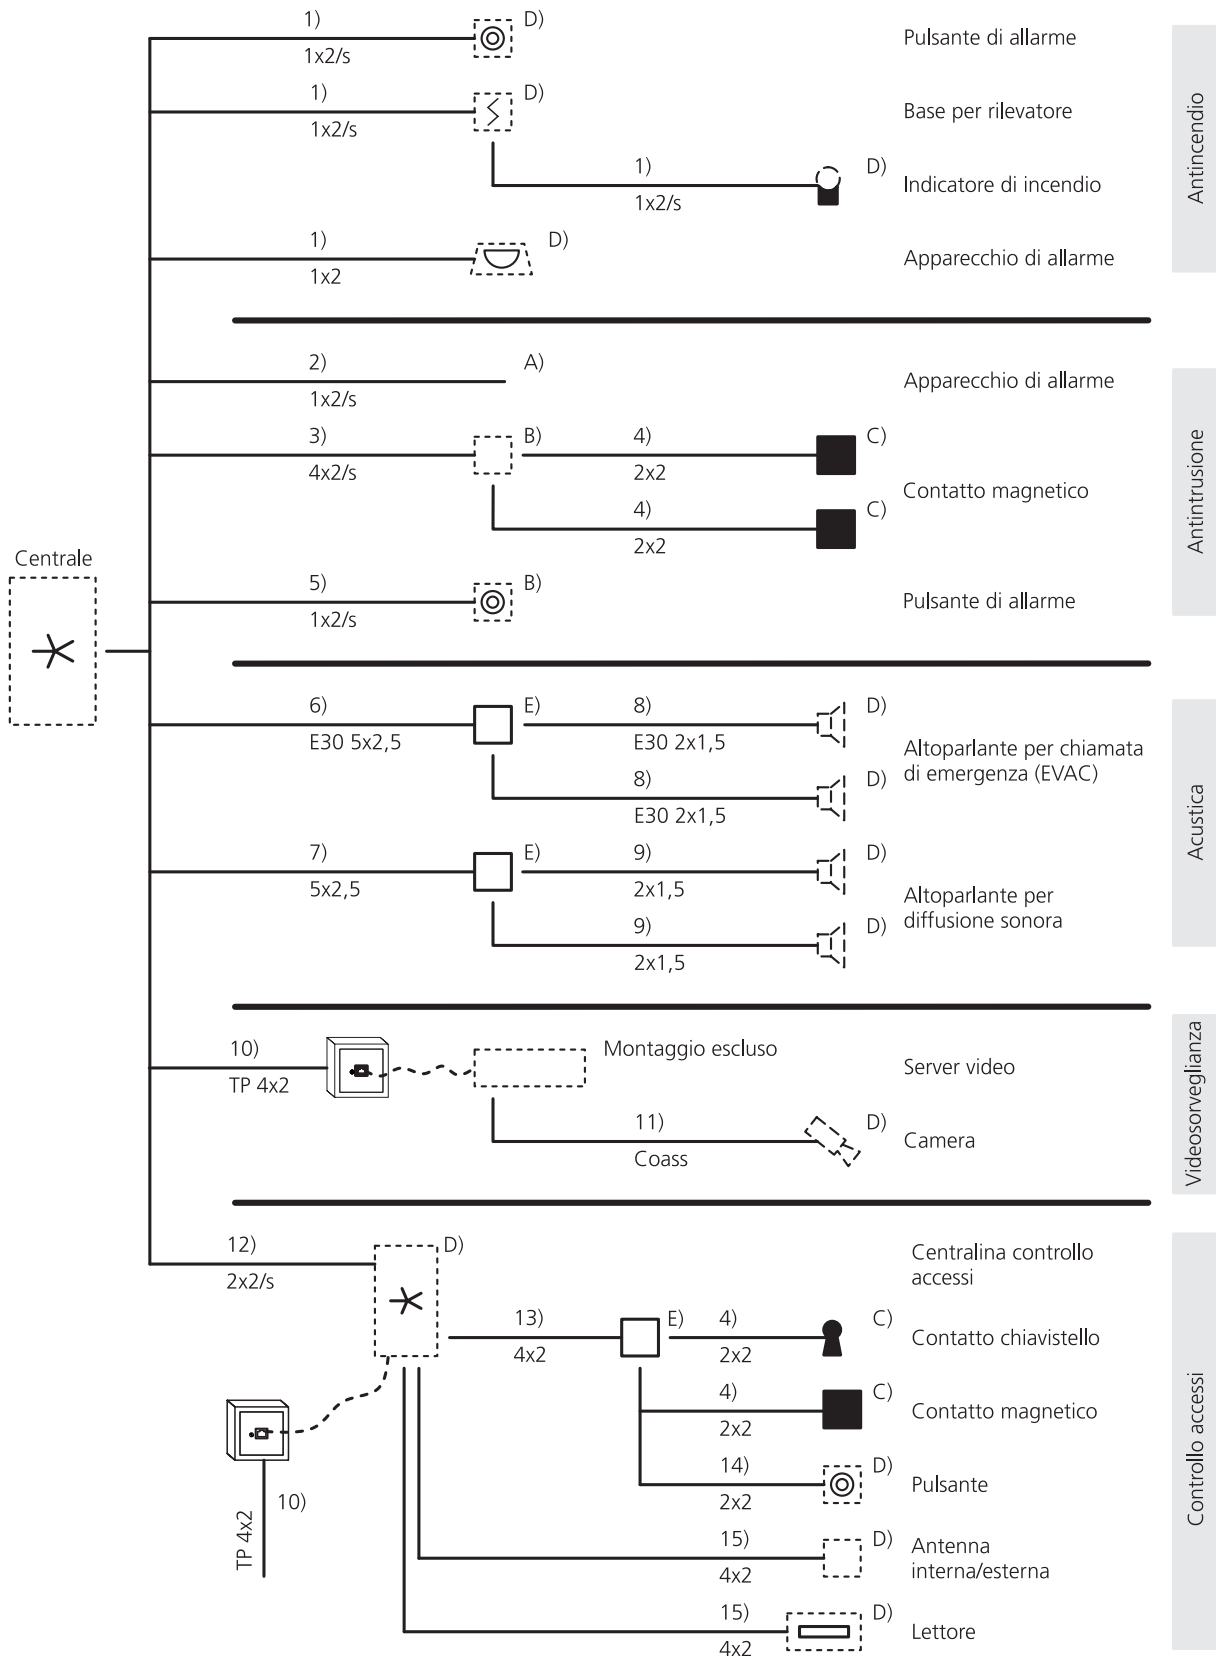 1)
D)
1x2/s
Pulsante di allarme
1)
D)
1x2/s
Base per rilevatore
1)
D)
1x2/s
Indicatore di incendio
1)
D)
1x2
Apparecchio di allarme
Antincendio
2)
A)
1x2/s
Apparecchio di allarme
3)
B)
4x2/s
4)
C)
2x2
4)
C)
2x2
Contatto magnetico
5)
B)
1x2/s
Pulsante di allarme
Antintrusione
Centrale
6)
E)
E30 5x2,5
8)
D)
E30 2x1,5
8)
D)
E30 2x1,5
Altoparlante per chiamata
di emergenza (EVAC)
7)
E)
5x2,5
9)
D)
2x1,5
9)
D)
2x1,5
Altoparlante per
diffusione sonora
Acustica
10)
TP 4x2
Montaggio escluso
Server video
11)
D)
Coass
Camera
Videosorveglianza
12)
D)
2x2/s
Centralina controllo
accessi
13)
E)
4x2
4)
C)
2x2
Contatto chiavistello
4)
C)
2x2
Contatto magnetico
14)
D)
2x2
Pulsante
10)
TP 4x2
15)
D)
4x2
Antenna
interna/esterna
15)
D)
4x2
Lettore
Controllo accessi